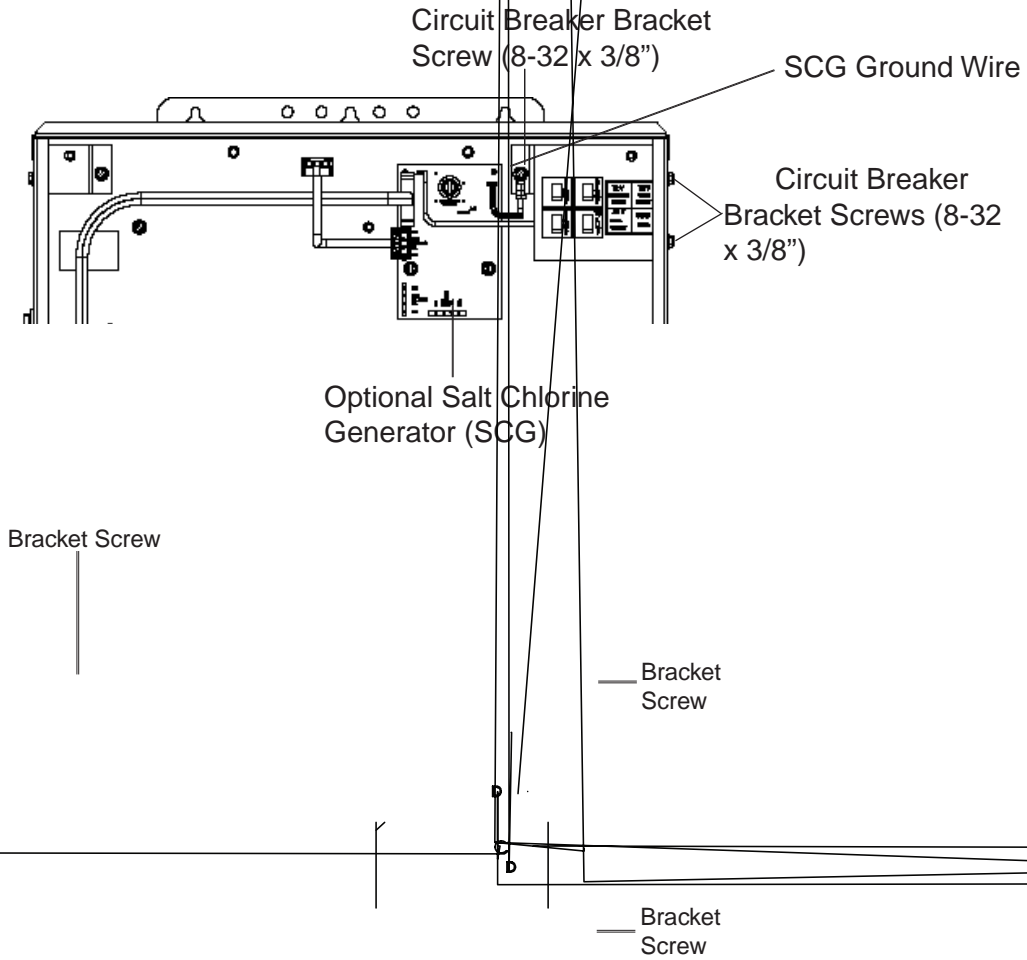 Circuit Breaker Bracket
Screw (8-32 x 3/8”)
SCG Ground Wire
Circuit Breaker
Bracket Screws (8-32
x 3/8”)
Optional Salt Chlorine
Generator (SCG)
Bracket Screw
Bracket
Screw
Bracket
Screw